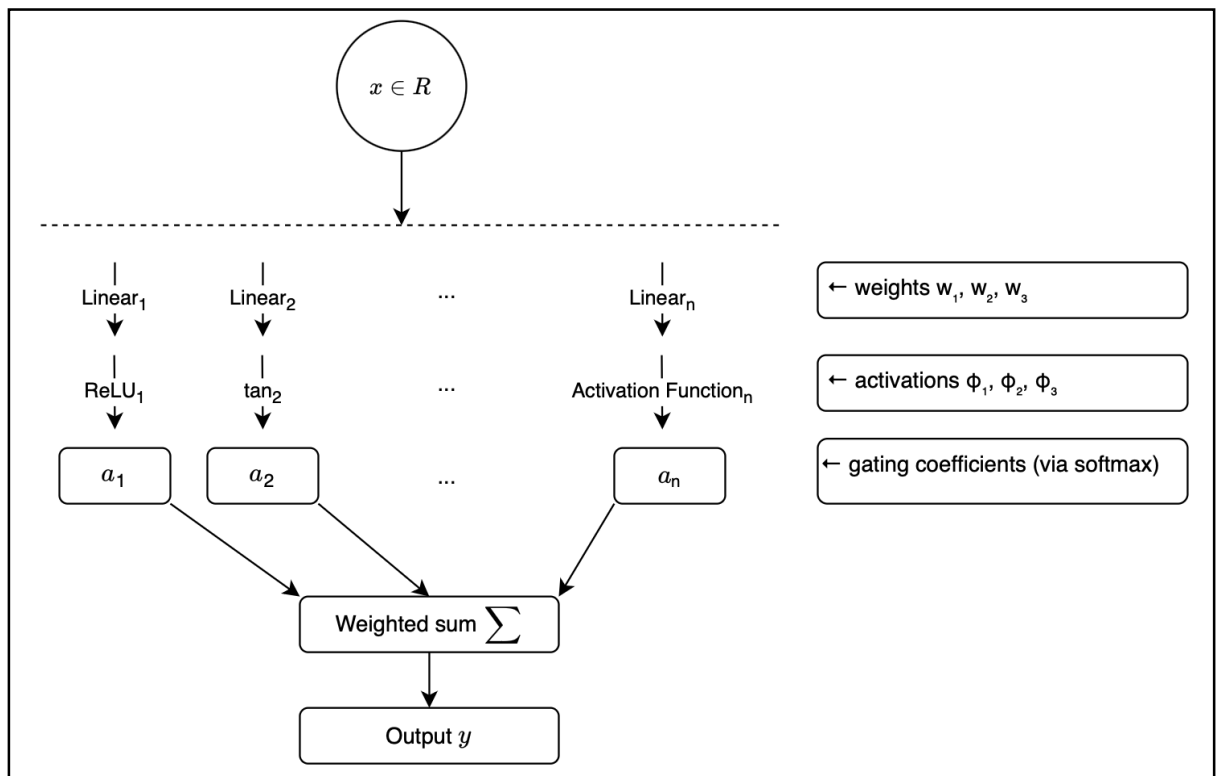 x ∈ R
Linear₁ Linear₂ ... Linearₙ ← weights w₁, w₂, w₃
ReLU₁ tan₂ ... Activation Functionₙ ← activations ϕ₁, ϕ₂, ϕ₃
a₁ a₂ ... aₙ ← gating coefficients (via softmax)
Weighted sum ∑
Output y